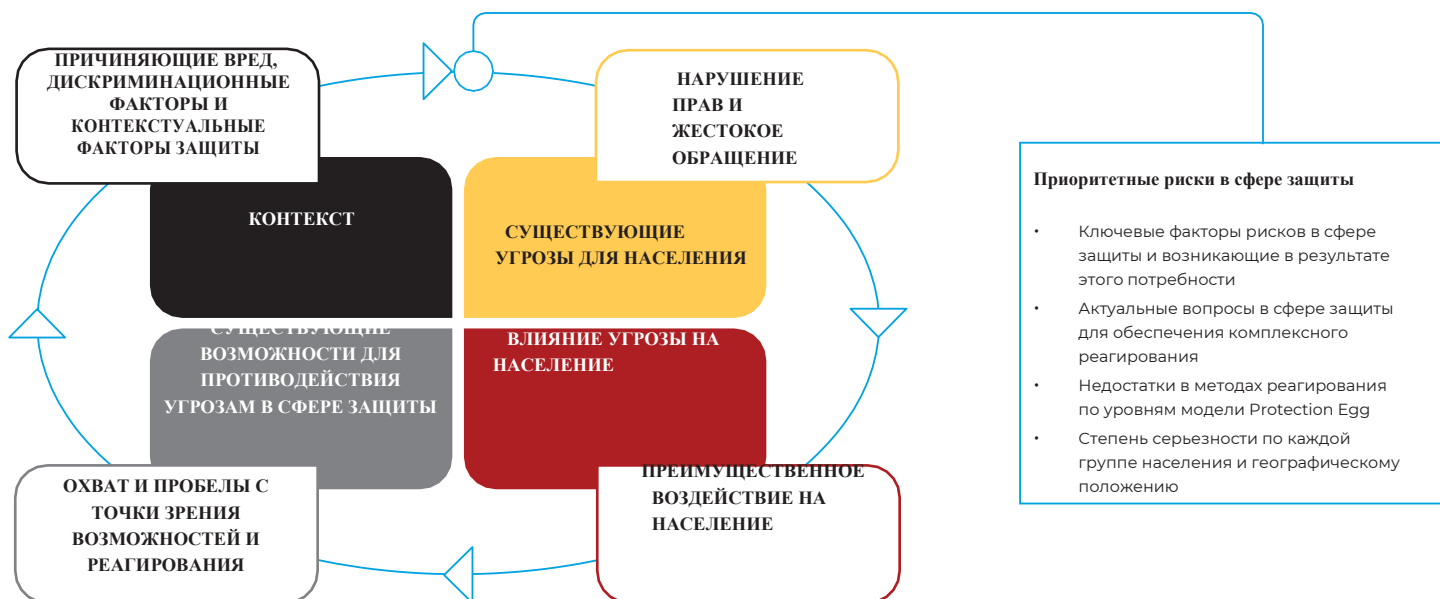 ПРИЧИНЯЮЩИЕ ВРЕД,
ДИСКРИМИНАЦИОННЫЕ
ФАКТОРЫ И
КОНТЕКСТУАЛЬНЫЕ
ФАКТОРЫ ЗАЩИТЫ
НАРУШЕНИЕ
ПРАВ И
ЖЕСТОКОЕ
ОБРАЩЕНИЕ
КОНТЕКСТ
СУЩЕСТВУЮЩИЕ
УГРОЗЫ ДЛЯ НАСЕЛЕНИЯ
СУЩЕСТВУЮЩИЕ
ВОЗМОЖНОСТИ ДЛЯ
ПРОТИВОДЕЙСТВИЯ
УГРОЗАМ В СФЕРЕ ЗАЩИТЫ
ВЛИЯНИЕ УГРОЗЫ НА
НАСЕЛЕНИЕ
ОХВАТ И ПРОБЕЛЫ С
ТОЧКИ ЗРЕНИЯ
ВОЗМОЖНОСТЕЙ И
РЕАГИРОВАНИЯ
ПРЕИМУЩЕСТВЕННОЕ
ВОЗДЕЙСТВИЕ НА
НАСЕЛЕНИЕ
Приоритетные риски в сфере защиты
• Ключевые факторы рисков в сфере
защиты и возникающие в результате
этого потребности
• Актуальные вопросы в сфере защиты
для обеспечения комплексного
реагирования
• Недостатки в методах реагирования
по уровням модели Protection Egg
• Степень серьезности по каждой
группе населения и географическому
положению